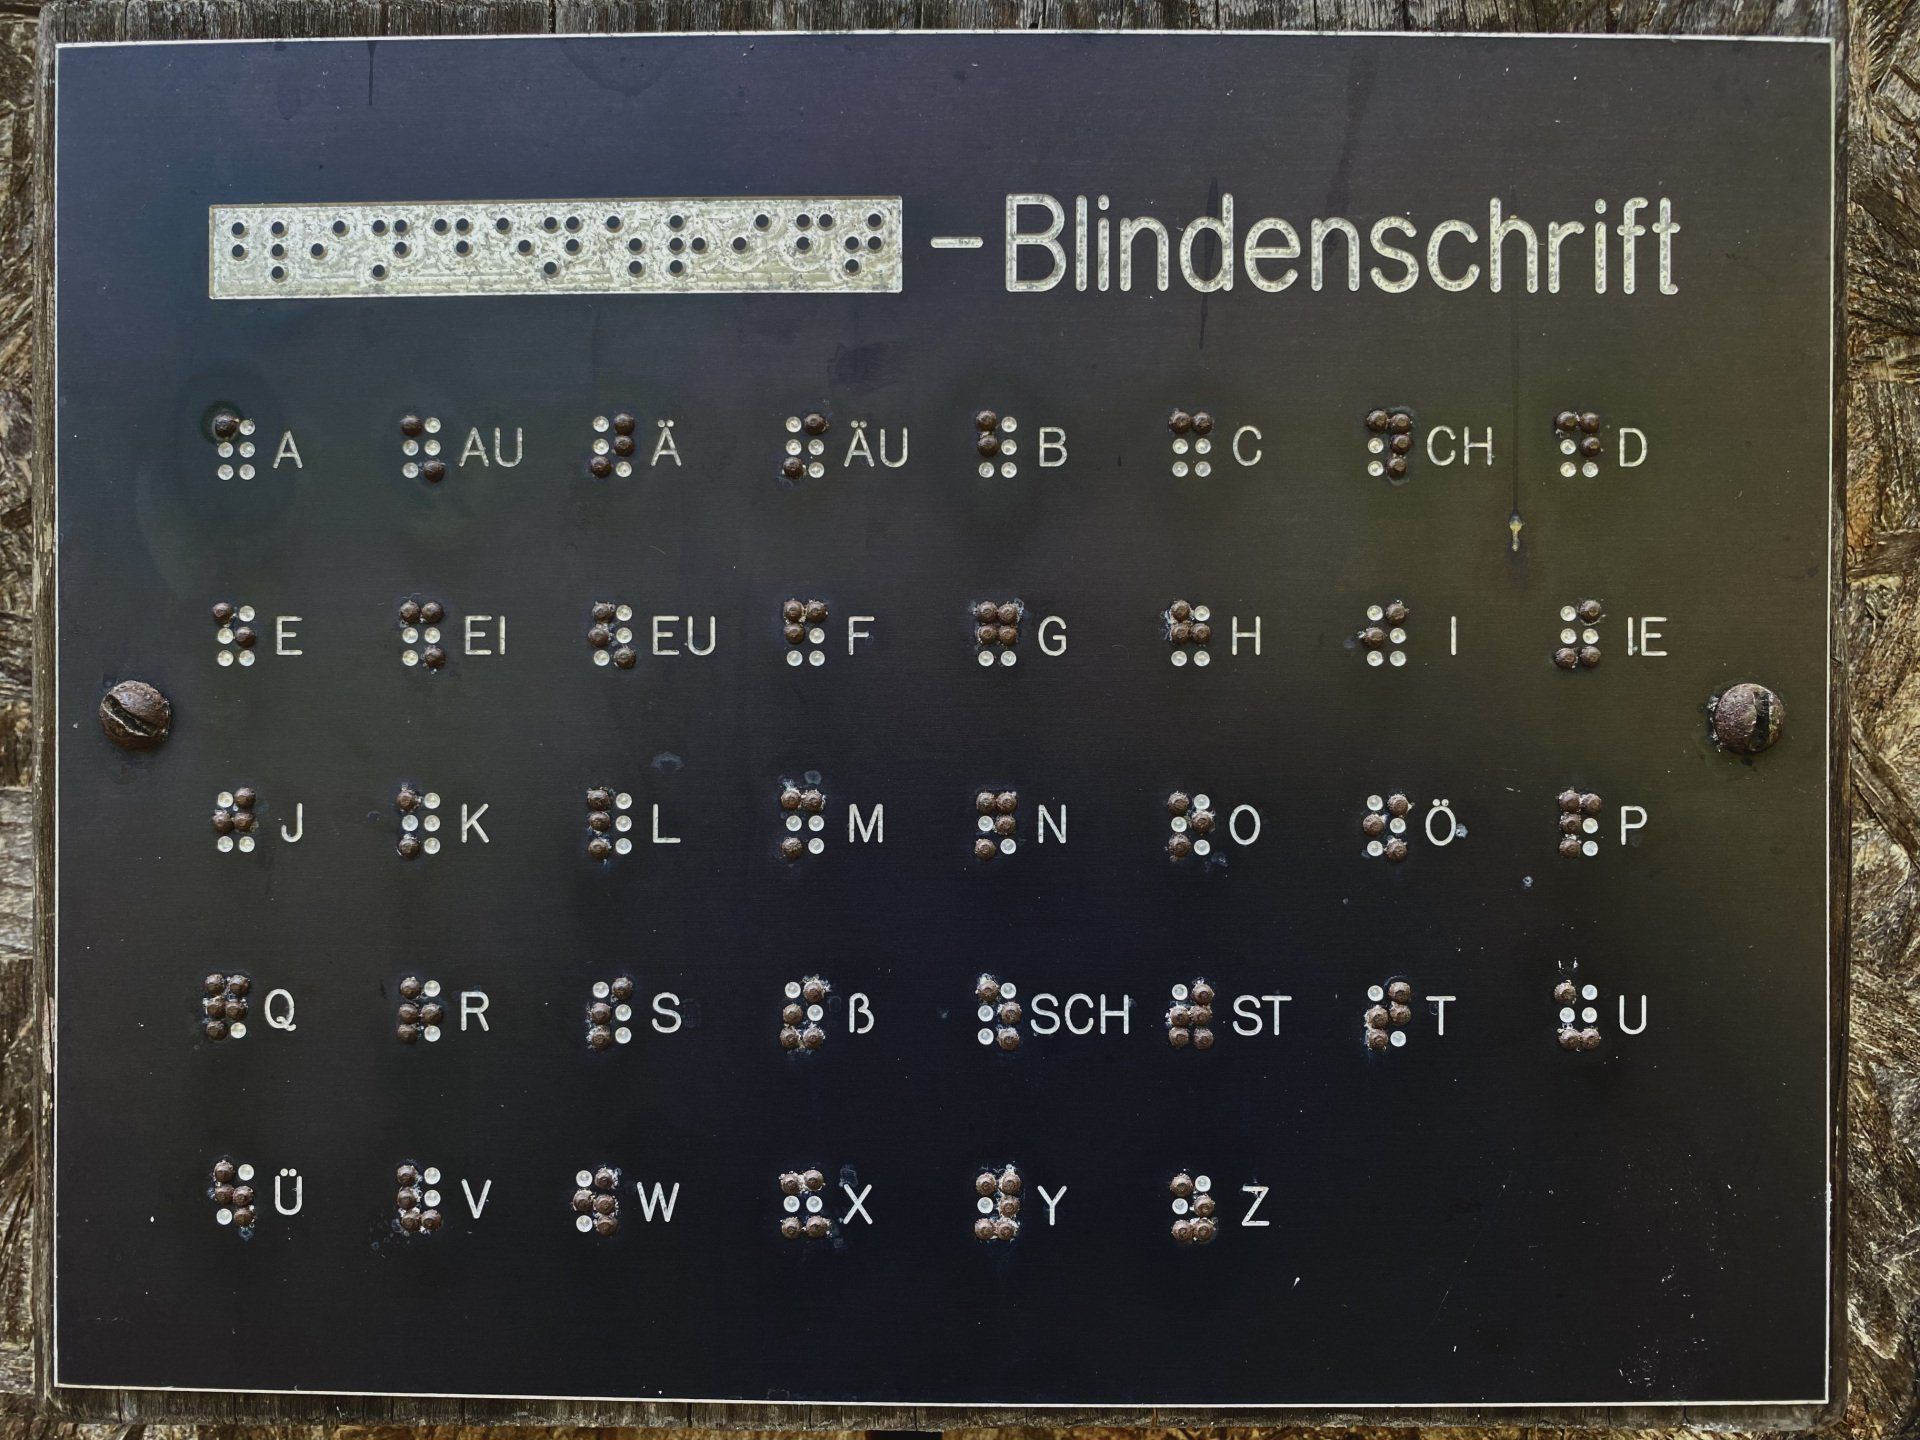 ⠃⠇⠊⠝⠙⠑⠝⠱⠗⠊⠋⠞ –Blindenschrift
⠁ A ⠡ AU ⠜ Ä ⠌ ÄU ⠃ B ⠉ C ⠹ CH ⠙ D
⠑ E ⠩ EI ⠣ EU ⠋ F ⠛ G ⠓ H ⠊ I ⠬ IE
⠚ J ⠅ K ⠇ L ⠍ M ⠝ N ⠕ O ⠪ Ö ⠏ P
⠟ Q ⠗ R ⠎ S ⠮ ß ⠱ SCH ⠾ ST ⠞ T ⠥ U
⠳ Ü ⠧ V ⠺ W ⠭ X ⠽ Y ⠵ Z